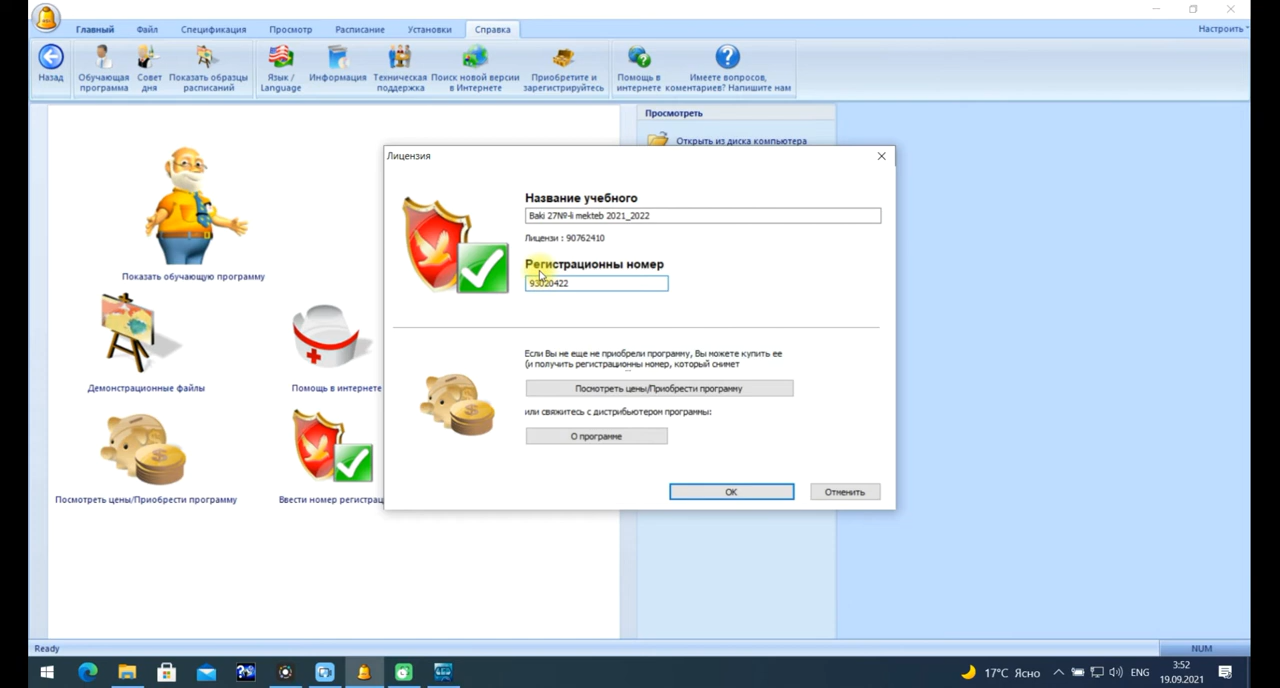 Главный Файл Спецификация Просмотр Расписание Установки Справка Настроить
Назад
Обучающая программа
Совет дня
Показать образцы расписаний
Язык / Language
Информация
Техническая поддержка
Поиск новой версии в Интернете
Приобретите и зарегистрируйтесь
Помощь в интернете
Имеете вопросов, коментариев? Напишите нам
Просмотреть
Открыть из диска компьютера
Показать обучающую программу
Демонстрационные файлы
Помощь в интернете
Посмотреть цены/Приобрести программу
Ввести номер регистрац
Лицензия
Название учебного
Baki 27№-li mekteb 2021_2022
Лицензи : 90762410
Регистрационны номер
93020422
Если Вы не еще не приобрели программу, Вы можете купить ее
(и получить регистрационны номер, который снимет
Посмотреть цены/Приобрести программу
или свяжитесь с дистрибьютером программы:
О программе
OK
Отменить
Ready
NUM
17°C Ясно
ENG
3:52
19.09.2021